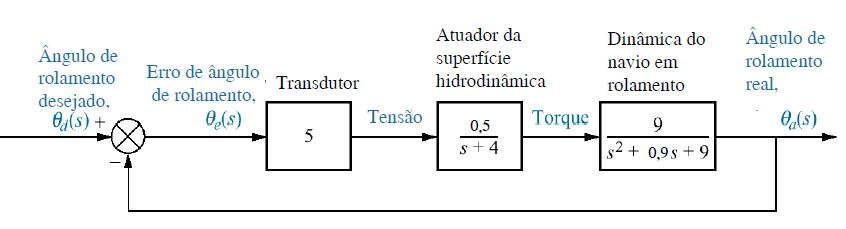 Ângulo de
rolamento
desejado,
θd(s) +
−
Erro de ângulo
de rolamento,
θe(s)
Transdutor
5
Tensão
Atuador da
superfície
hidrodinâmica
0,5
s + 4
Torque
Dinâmica do
navio em
rolamento
9
s² + 0,9s + 9
Ângulo de
rolamento
real,
θa(s)